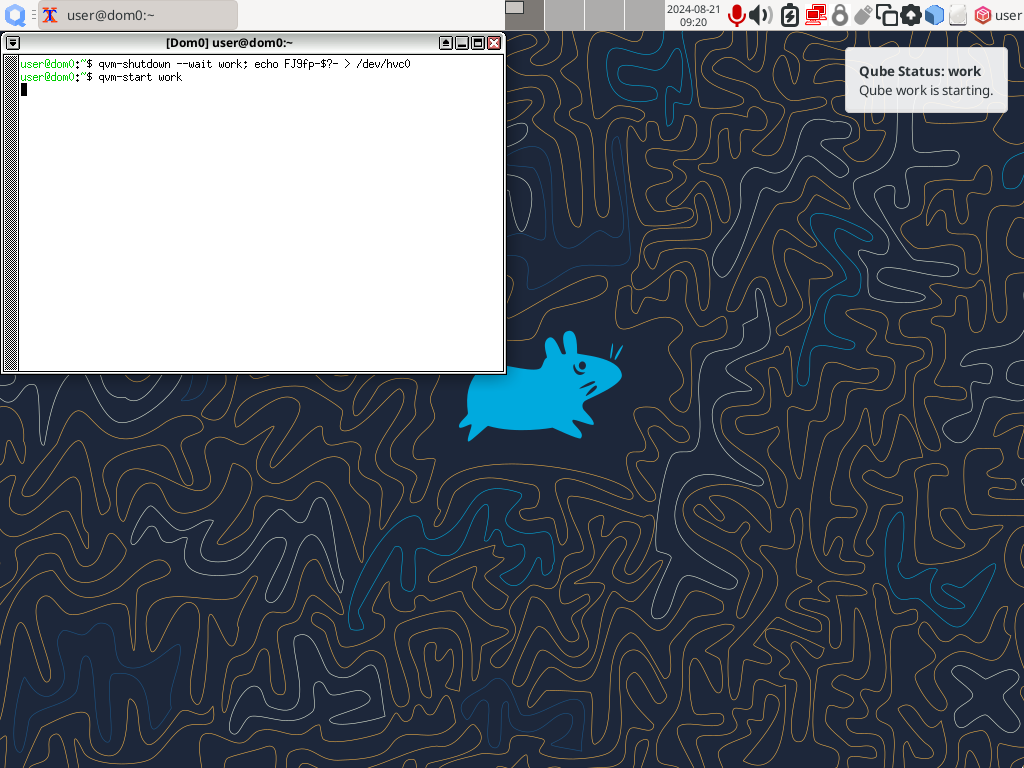 user@dom0:~
2024-08-21
09:20
user
[Dom0] user@dom0:~
user@dom0:~$ qvm-shutdown --wait work; echo FJ9fp-$?- > /dev/hvc0
user@dom0:~$ qvm-start work
Qube Status: work
Qube work is starting.